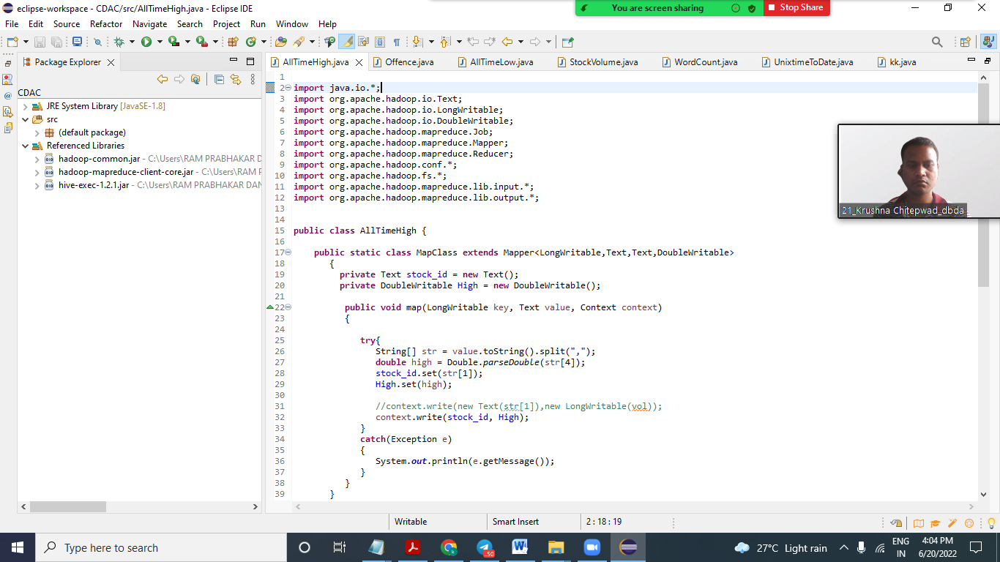 eclipse-workspace - CDAC/src/AllTimeHigh.java - Eclipse IDE
You are screen sharing
Stop Share
File Edit Source Refactor Navigate Search Project Run Window Help
Package Explorer
AllTimeHigh.java Offence.java AllTimeLow.java StockVolume.java WordCount.java UnixtimeToDate.java kk.java
CDAC
JRE System Library [JavaSE-1.8]
src
(default package)
Referenced Libraries
hadoop-common.jar - C:\Users\RAM PRABHAKAR D
hadoop-mapreduce-client-core.jar - C:\Users\RAM F
hive-exec-1.2.1.jar - C:\Users\RAM PRABHAKAR DAN
1
2 import java.io.*;
3 import org.apache.hadoop.io.Text;
4 import org.apache.hadoop.io.LongWritable;
5 import org.apache.hadoop.io.DoubleWritable;
6 import org.apache.hadoop.mapreduce.Job;
7 import org.apache.hadoop.mapreduce.Mapper;
8 import org.apache.hadoop.mapreduce.Reducer;
9 import org.apache.hadoop.conf.*;
10 import org.apache.hadoop.fs.*;
11 import org.apache.hadoop.mapreduce.lib.input.*;
12 import org.apache.hadoop.mapreduce.lib.output.*;
13
14
15 public class AllTimeHigh {
16
17 public static class MapClass extends Mapper<LongWritable,Text,Text,DoubleWritable>
18 {
19 private Text stock_id = new Text();
20 private DoubleWritable High = new DoubleWritable();
21
22 public void map(LongWritable key, Text value, Context context)
23 {
24
25 try{
26 String[] str = value.toString().split(",");
27 double high = Double.parseDouble(str[4]);
28 stock_id.set(str[1]);
29 High.set(high);
30
31 //context.write(new Text(str[1]),new LongWritable(vol));
32 context.write(stock_id, High);
33 }
34 catch(Exception e)
35 {
36 System.out.println(e.getMessage());
37 }
38 }
39 }
21_Krushna Chitepwad_dbda
Writable Smart Insert 2 : 18 : 19
Type here to search
.50
27°C Light rain
ENG
IN
4:04 PM
6/20/2022